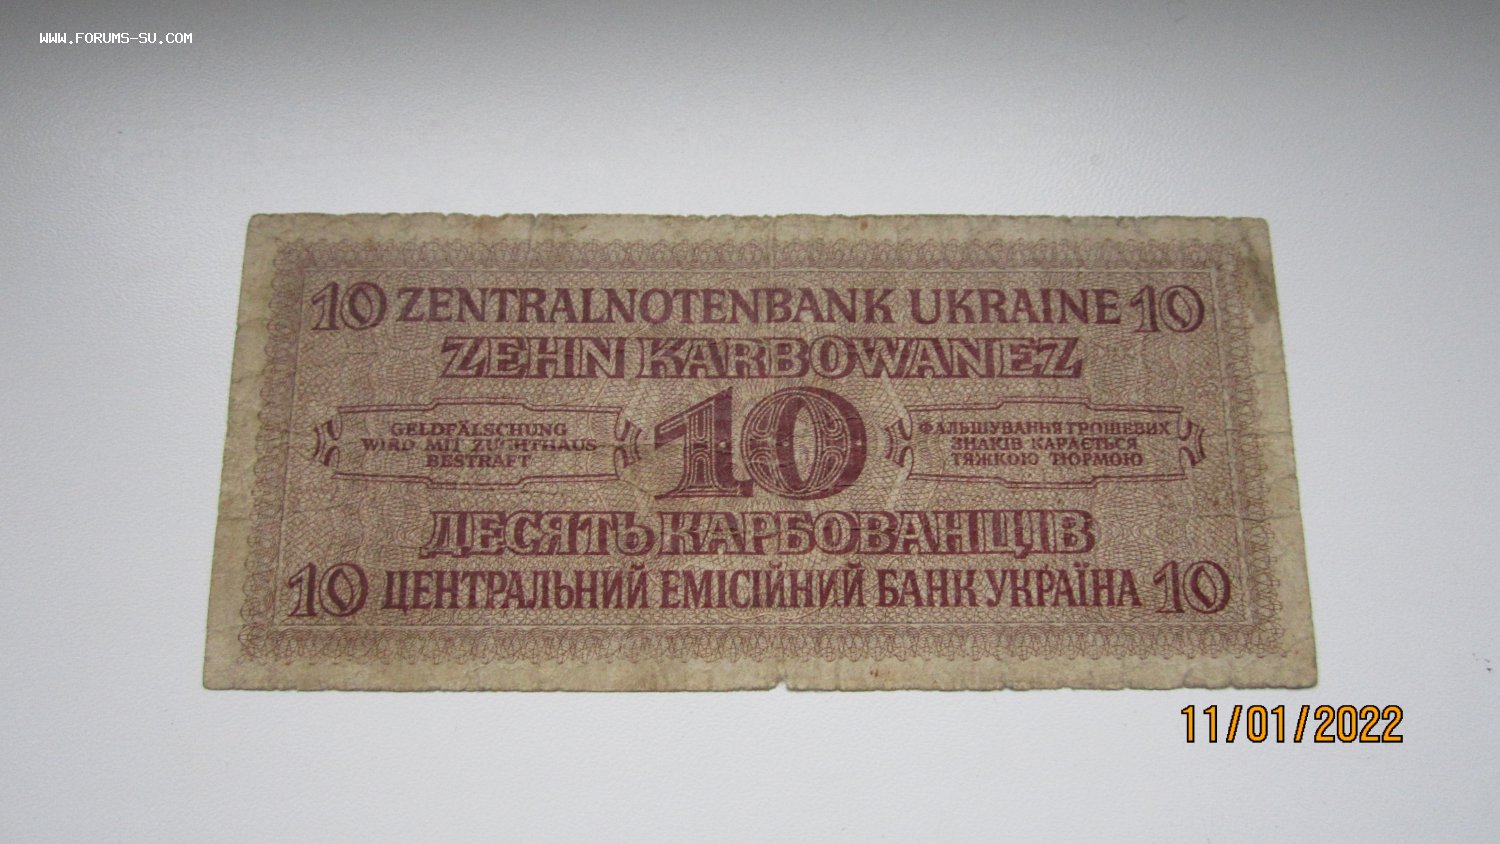 WWW.FORUMS-SU.COM
10 ZENTRALNOTENBANK UKRAINE 10
ZEHN KARBOWANEZ
10
GELDFÄLSCHUNG
WIRD MIT ZUCHTHAUS
BESTRAFT
ФАЛЬШУВАННЯ ГРОШЕВИХ
ЗНАКІВ КАРАЄТЬСЯ
ТЯЖКОЮ ТЮРМОЮ
ДЕСЯТЬ КАРБОВАНЦІВ
10 ЦЕНТРАЛЬНИЙ ЕМІСІЙНИЙ БАНК УКРАЇНА 10
11/01/2022